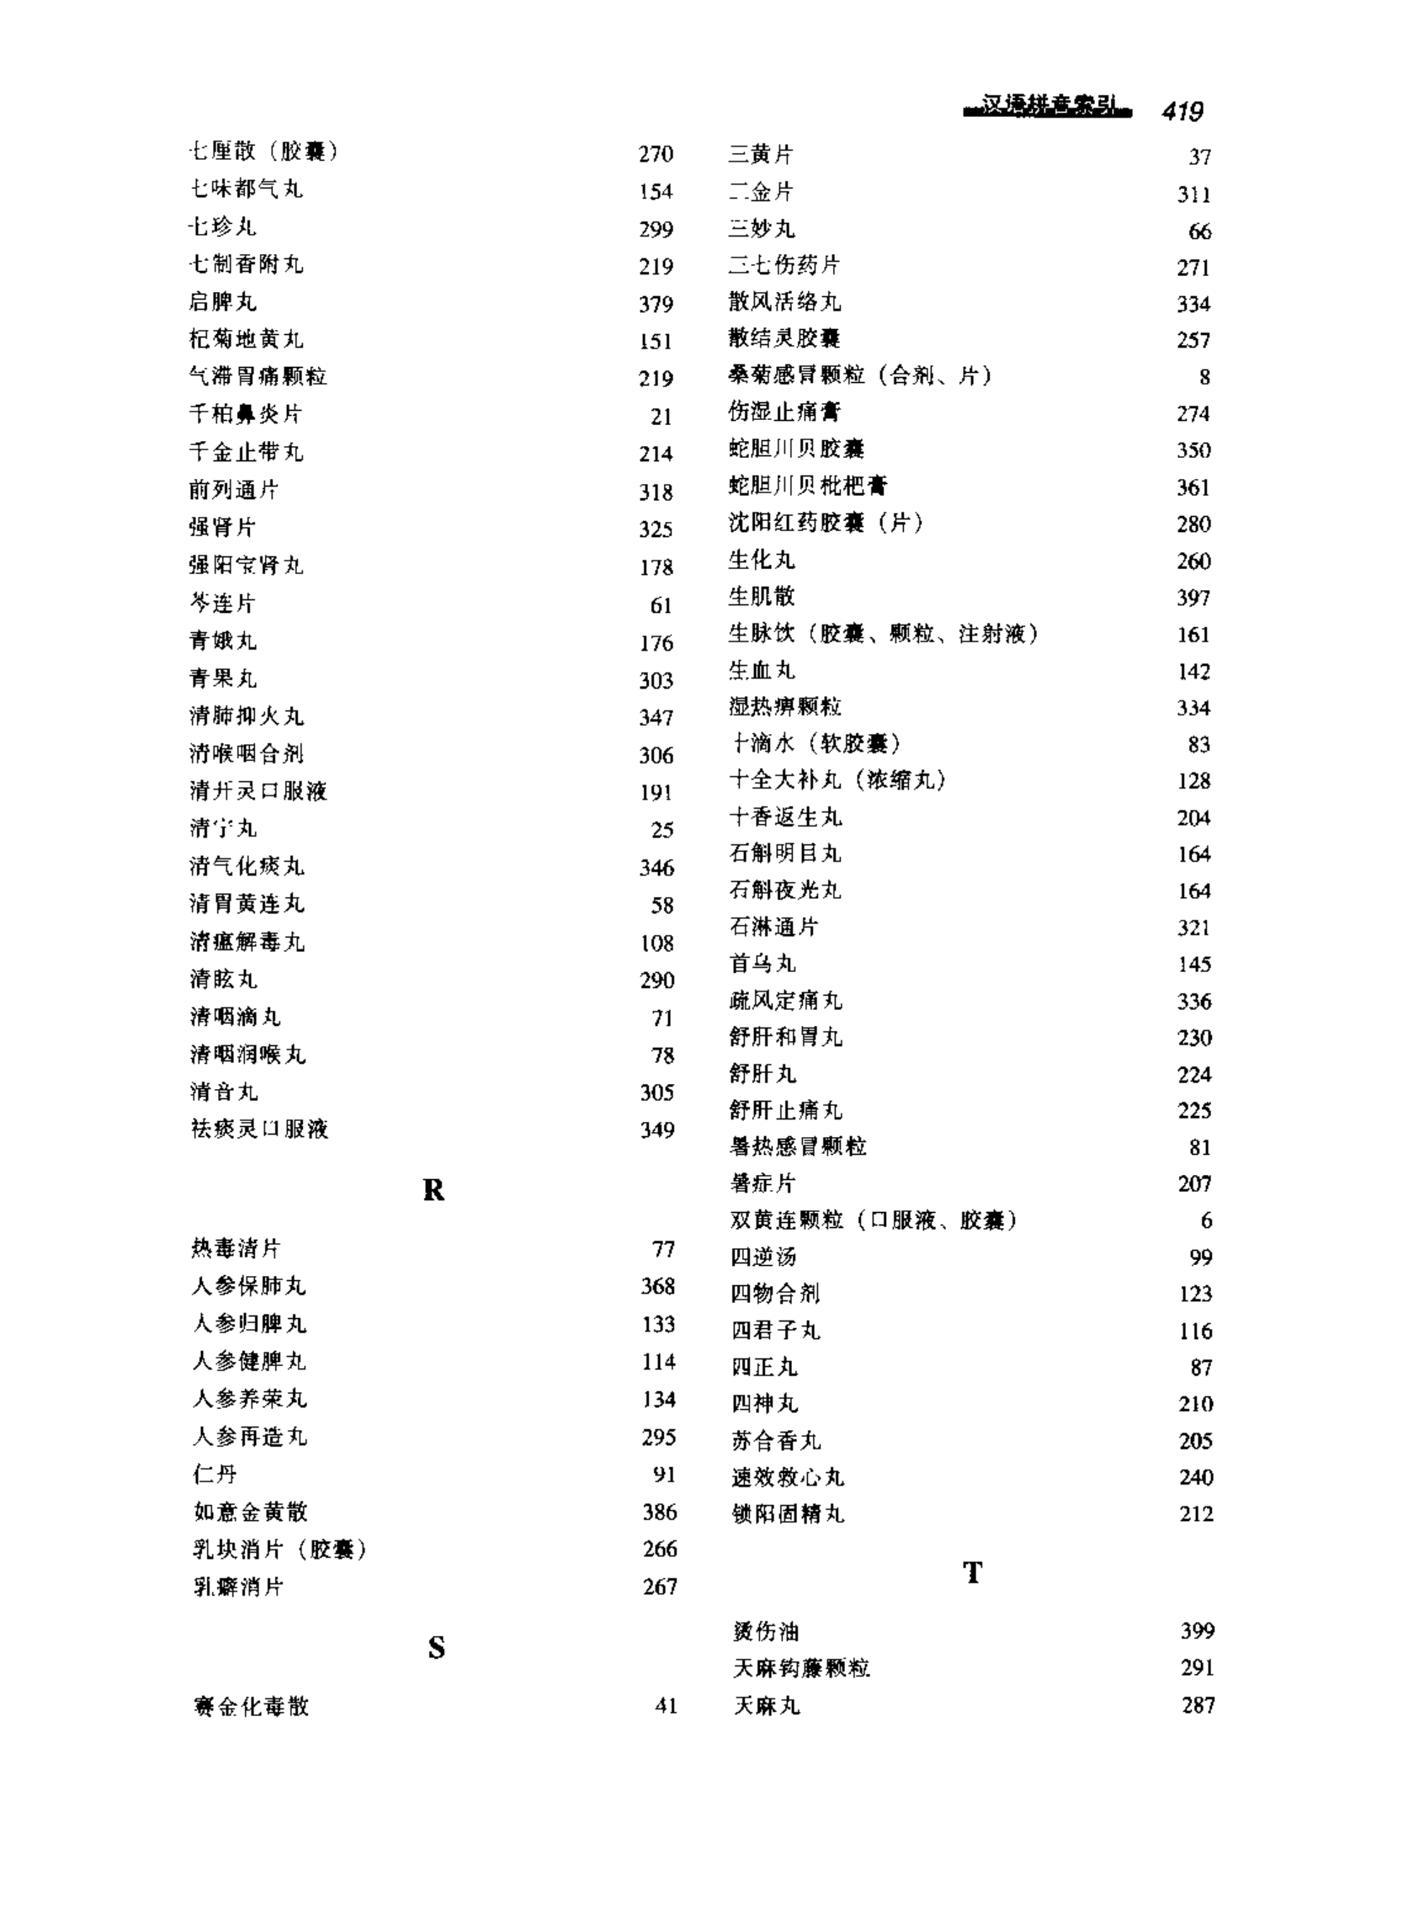 汉语拼音索引 419
七厘散（胶囊） 270
七味都气丸 154
七珍丸 299
七制香附丸 219
启脾丸 379
杞菊地黄丸 151
气滞胃痛颗粒 219
千柏鼻炎片 21
千金止带丸 214
前列通片 318
强肾片 325
强阳宝肾丸 178
芩连片 61
青娥丸 176
青果丸 303
清肺抑火丸 347
清喉咽合剂 306
清开灵口服液 191
清宁丸 25
清气化痰丸 346
清胃黄连丸 58
清瘟解毒丸 108
清眩丸 290
清咽滴丸 71
清咽润喉丸 78
清音丸 305
祛痰灵口服液 349
R
热毒清片 77
人参保肺丸 368
人参归脾丸 133
人参健脾丸 114
人参养荣丸 134
人参再造丸 295
仁丹 91
如意金黄散 386
乳块消片（胶囊） 266
乳癖消片 267
S
赛金化毒散 41
三黄片 37
三金片 311
三妙丸 66
三七伤药片 271
散风活络丸 334
散结灵胶囊 257
桑菊感冒颗粒（合剂、片） 8
伤湿止痛膏 274
蛇胆川贝胶囊 350
蛇胆川贝枇杷膏 361
沈阳红药胶囊（片） 280
生化丸 260
生肌散 397
生脉饮（胶囊、颗粒、注射液） 161
生血丸 142
湿热痹颗粒 334
十滴水（软胶囊） 83
十全大补丸（浓缩丸） 128
十香返生丸 204
石斛明目丸 164
石斛夜光丸 164
石淋通片 321
首乌丸 145
疏风定痛丸 336
舒肝和胃丸 230
舒肝丸 224
舒肝止痛丸 225
暑热感冒颗粒 81
暑症片 207
双黄连颗粒（口服液、胶囊） 6
四逆汤 99
四物合剂 123
四君子丸 116
四正丸 87
四神丸 210
苏合香丸 205
速效救心丸 240
锁阳固精丸 212
T
烫伤油 399
天麻钩藤颗粒 291
天麻丸 287